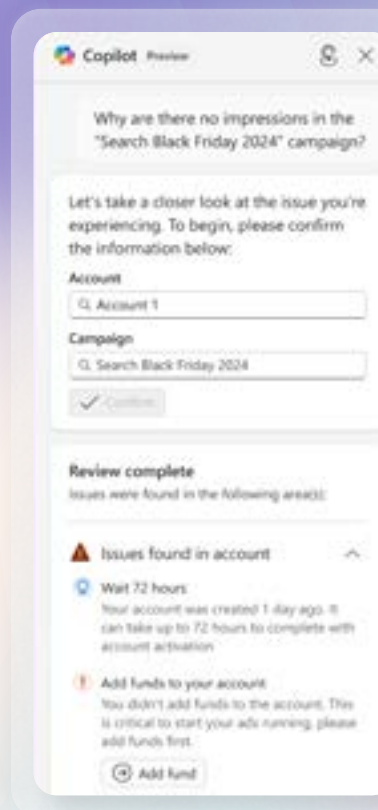 Copilot Preview
Why are there no impressions in the
"Search Black Friday 2024" campaign?
Let's take a closer look at the issue you're
experiencing. To begin, please confirm
the information below:
Account
Account 1
Campaign
Search Black Friday 2024
Confirm
Review complete
Issues were found in the following area(s):
Issues found in account
Wait 72 hours
Your account was created 1 day ago. It
can take up to 72 hours to complete with
account activation
Add funds to your account
You didn't add funds to the account. This
is critical to start your ads running, please
add funds first.
Add fund